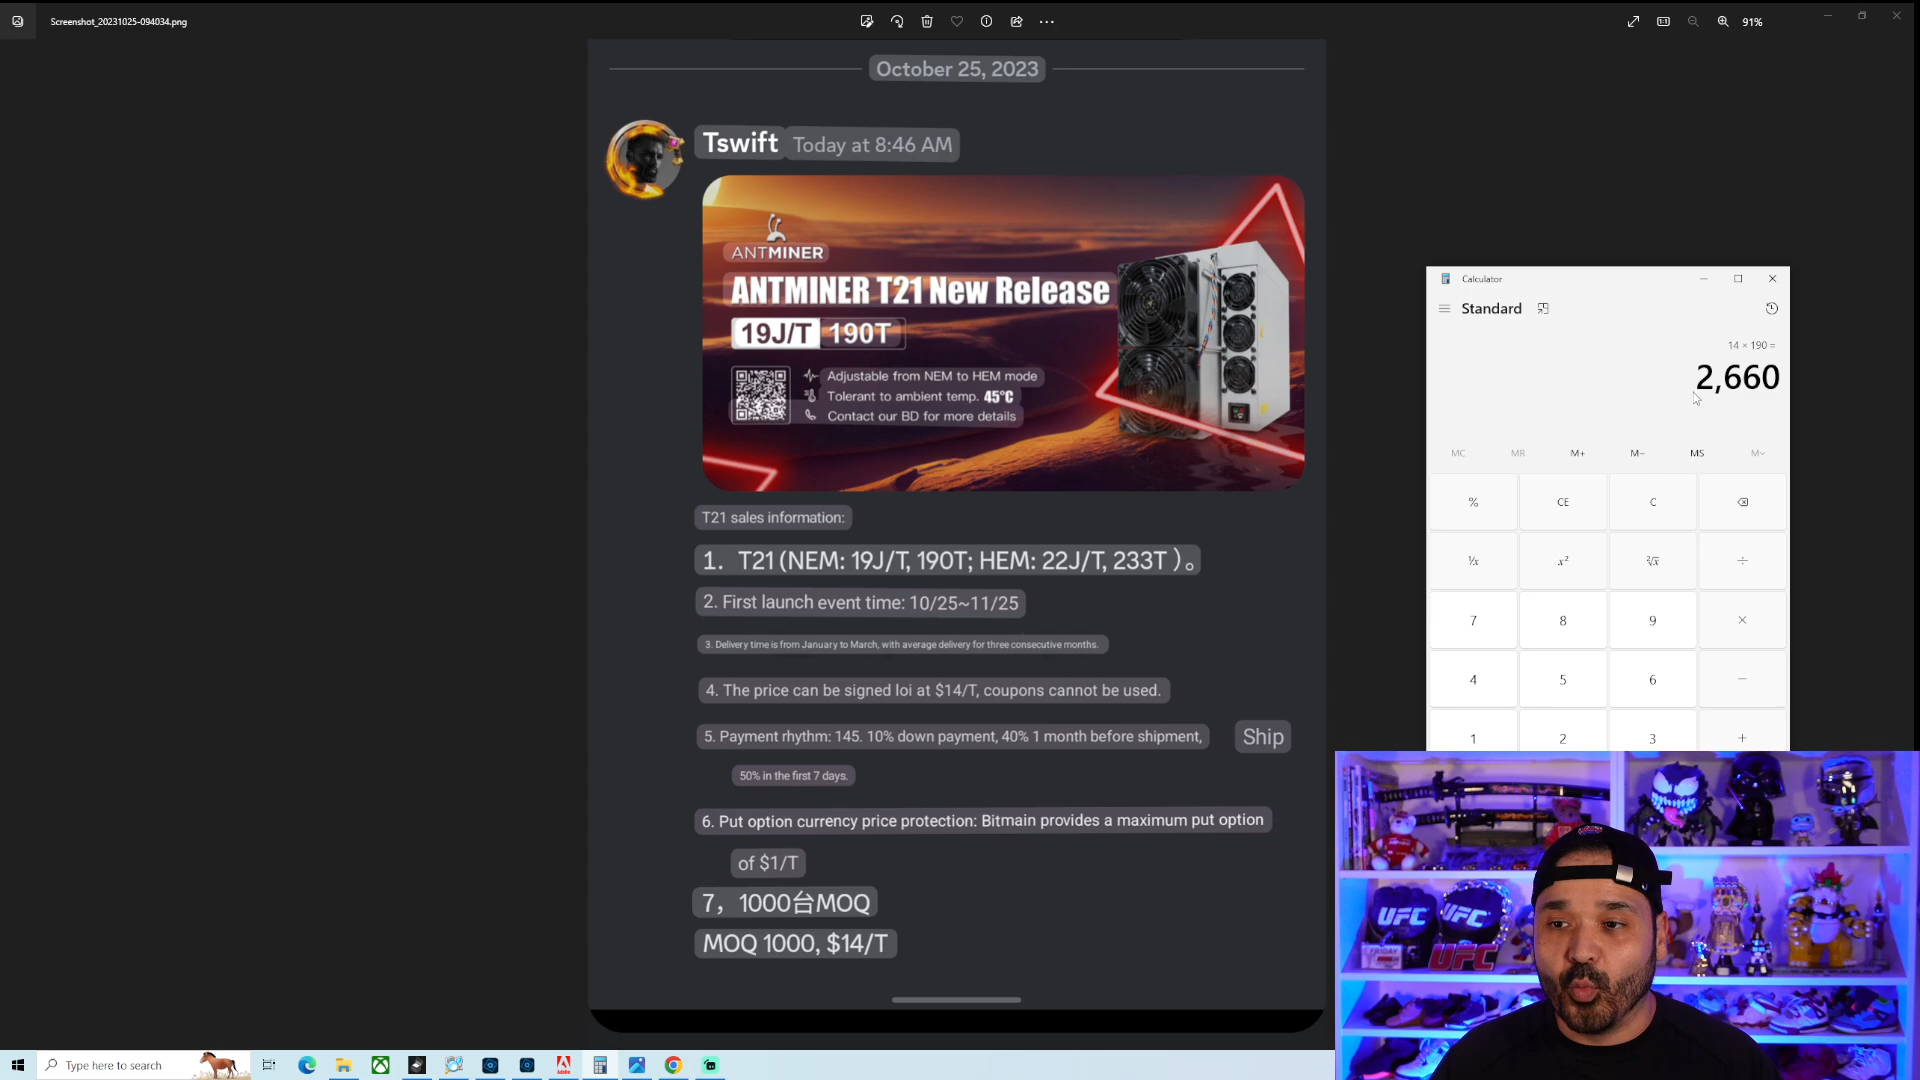 Screenshot_20231025-094034.png
91%
October 25, 2023
Tswift Today at 8:46 AM
ANTMINER
ANTMINER T21 New Release
19J/T 190T
Adjustable from NEM to HEM mode
Tolerant to ambient temp. 45°C
Contact our BD for more details
T21 sales information:
1. T21 (NEM: 19J/T, 190T; HEM: 22J/T, 233T )。
2. First launch event time: 10/25~11/25
3. Delivery time is from January to March, with average delivery for three consecutive months.
4. The price can be signed loi at $14/T, coupons cannot be used.
5. Payment rhythm: 145. 10% down payment, 40% 1 month before shipment, Ship
50% in the first 7 days.
6. Put option currency price protection: Bitmain provides a maximum put option
of $1/T
7，1000台MOQ
MOQ 1000, $14/T
Calculator
Standard
14 × 190 =
2,660
MC MR M+ M− MS M˅
% CE C
¹/x x² ²√x ÷
7 8 9 ×
4 5 6 −
1 2 3 +
UFC UFC
FRIDAY
UFC
Type here to search
Adobe